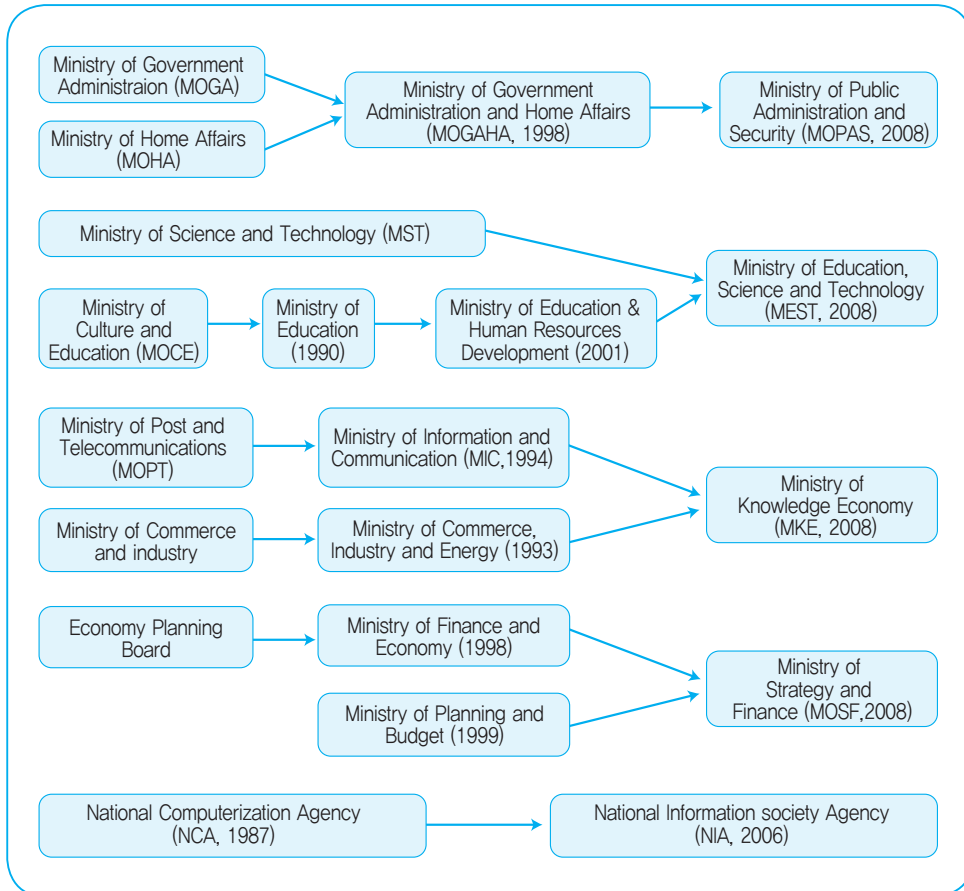 Ministry of Government
Administraion (MOGA)
Ministry of Home Affairs
(MOHA)
Ministry of Government
Administration and Home Affairs
(MOGAHA, 1998)
Ministry of Public
Administration and
Security (MOPAS, 2008)
Ministry of Science and Technology (MST)
Ministry of
Culture and
Education (MOCE)
Ministry of
Education
(1990)
Ministry of Education &
Human Resources
Development (2001)
Ministry of Education,
Science and Technology
(MEST, 2008)
Ministry of Post and
Telecommunications
(MOPT)
Ministry of Information and
Communication (MIC,1994)
Ministry of Commerce
and industry
Ministry of Commerce,
Industry and Energy (1993)
Ministry of
Knowledge Economy
(MKE, 2008)
Economy Planning
Board
Ministry of Finance and
Economy (1998)
Ministry of Planning and
Budget (1999)
Ministry of
Strategy and
Finance (MOSF,2008)
National Computerization Agency
(NCA, 1987)
National Information society Agency
(NIA, 2006)